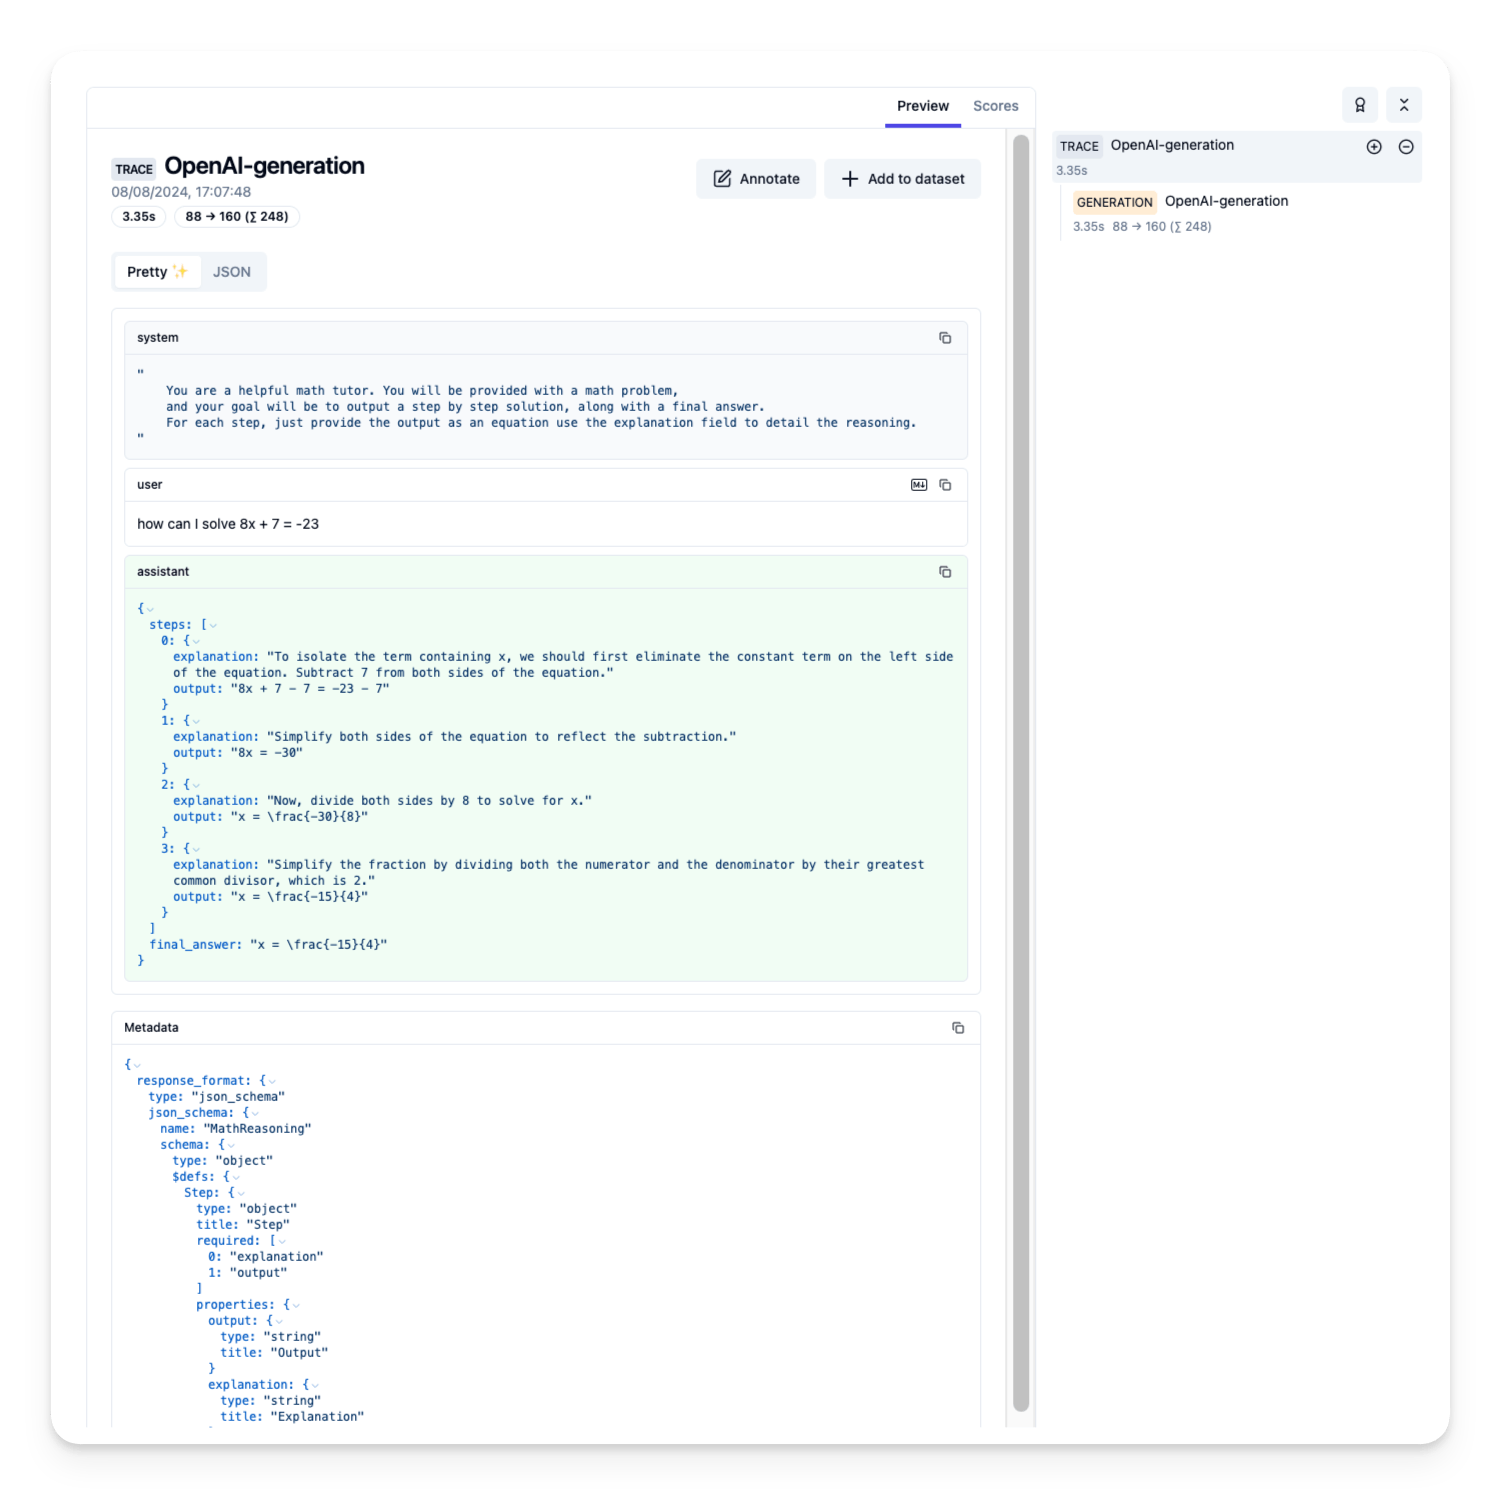 Preview Scores
TRACE OpenAI-generation
08/08/2024, 17:07:48
3.35s 88 → 160 (∑ 248)
Annotate
Add to dataset
Pretty ✨ JSON
system
"
You are a helpful math tutor. You will be provided with a math problem,
and your goal will be to output a step by step solution, along with a final answer.
For each step, just provide the output as an equation use the explanation field to detail the reasoning.
"
user
how can I solve 8x + 7 = -23
assistant
{
steps: [
0: {
explanation: "To isolate the term containing x, we should first eliminate the constant term on the left side
of the equation. Subtract 7 from both sides of the equation."
output: "8x + 7 - 7 = -23 - 7"
}
1: {
explanation: "Simplify both sides of the equation to reflect the subtraction."
output: "8x = -30"
}
2: {
explanation: "Now, divide both sides by 8 to solve for x."
output: "x = \frac{-30}{8}"
}
3: {
explanation: "Simplify the fraction by dividing both the numerator and the denominator by their greatest
common divisor, which is 2."
output: "x = \frac{-15}{4}"
}
]
final_answer: "x = \frac{-15}{4}"
}
Metadata
{
response_format: {
type: "json_schema"
json_schema: {
name: "MathReasoning"
schema: {
type: "object"
$defs: {
Step: {
type: "object"
title: "Step"
required: [
0: "explanation"
1: "output"
]
properties: {
output: {
type: "string"
title: "Output"
}
explanation: {
type: "string"
title: "Explanation"
TRACE OpenAI-generation
3.35s
GENERATION OpenAI-generation
3.35s 88 → 160 (∑ 248)